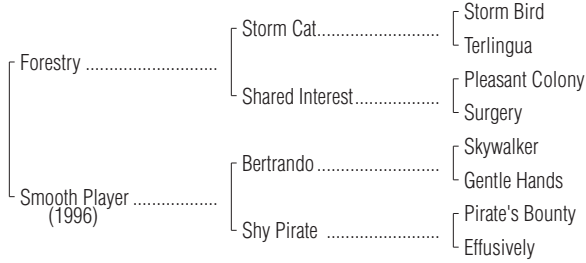 Storm Bird
Storm Cat
Terlingua
Forestry
Pleasant Colony
Shared Interest
Surgery
Skywalker
Bertrando
Gentle Hands
Smooth Player
(1996)
Pirate's Bounty
Shy Pirate
Effusively